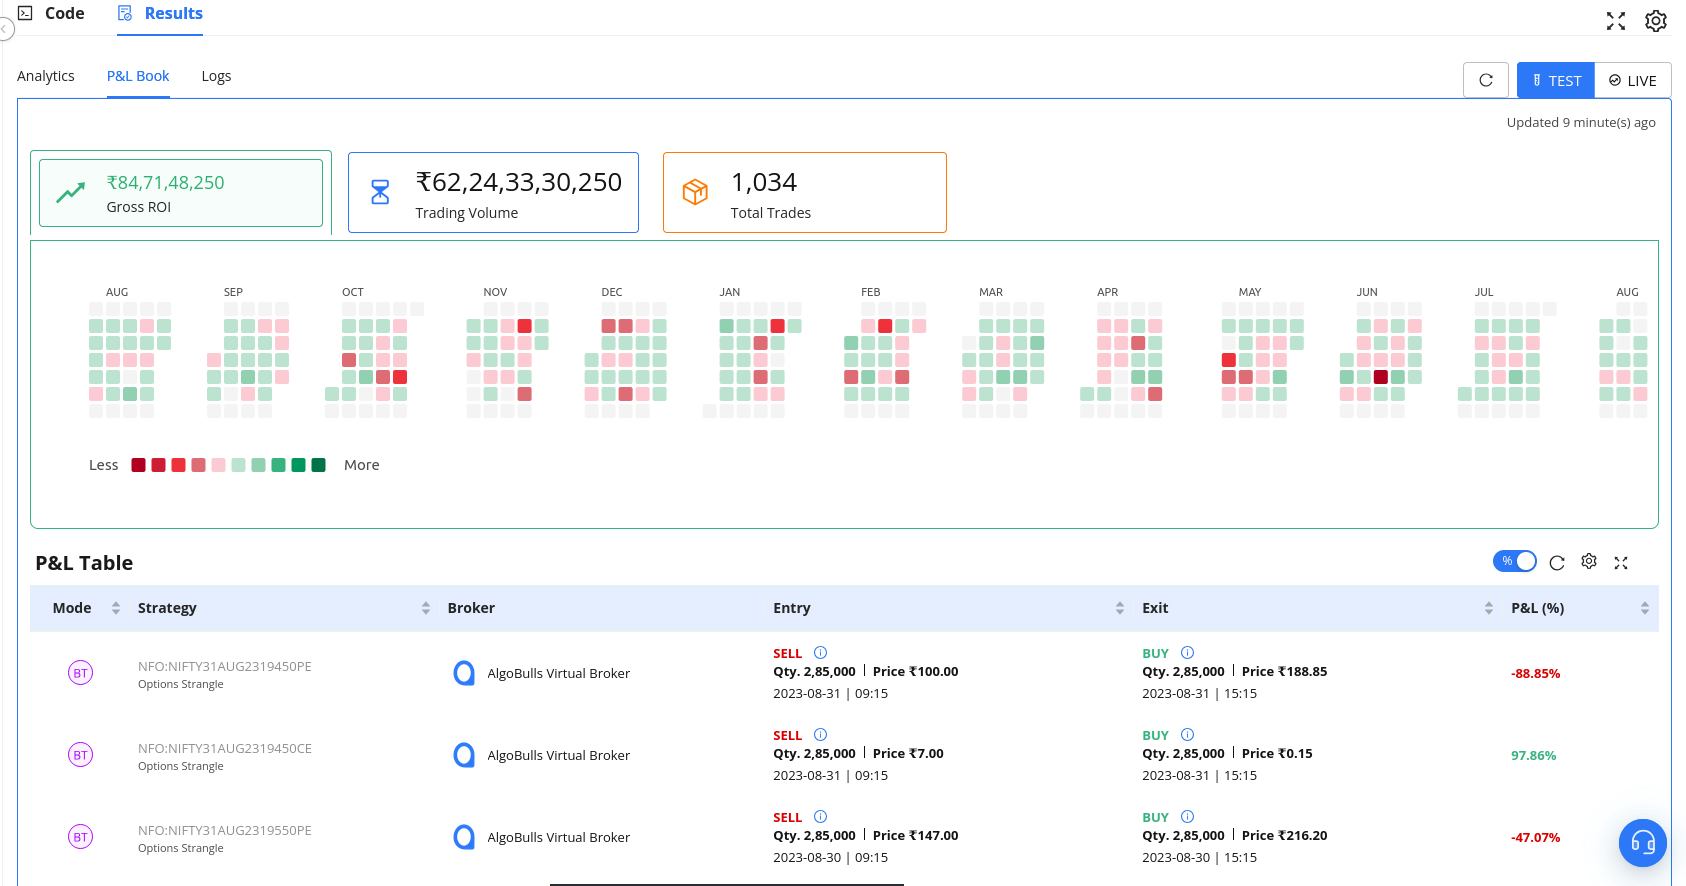 Code Results
Analytics P&L Book Logs TEST LIVE
Updated 9 minute(s) ago
₹84,71,48,250
Gross ROI
₹62,24,33,30,250
Trading Volume
1,034
Total Trades
AUG SEP OCT NOV DEC JAN FEB MAR APR MAY JUN JUL AUG
Less More
P&L Table %
Mode Strategy Broker Entry Exit P&L (%)
BT NFO:NIFTY31AUG2319450PE
Options Strangle
AlgoBulls Virtual Broker
SELL
Qty. 2,85,000 | Price ₹100.00
2023-08-31 | 09:15
BUY
Qty. 2,85,000 | Price ₹188.85
2023-08-31 | 15:15
-88.85%
BT NFO:NIFTY31AUG2319450CE
Options Strangle
AlgoBulls Virtual Broker
SELL
Qty. 2,85,000 | Price ₹7.00
2023-08-31 | 09:15
BUY
Qty. 2,85,000 | Price ₹0.15
2023-08-31 | 15:15
97.86%
BT NFO:NIFTY31AUG2319550PE
Options Strangle
AlgoBulls Virtual Broker
SELL
Qty. 2,85,000 | Price ₹147.00
2023-08-30 | 09:15
BUY
Qty. 2,85,000 | Price ₹216.20
2023-08-30 | 15:15
-47.07%